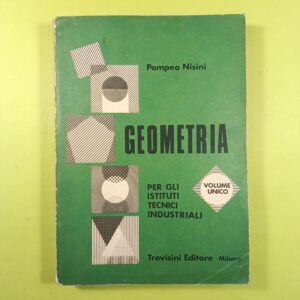 Pompeo Nisini
GEOMETRIA
PER GLI
ISTITUTI
TECNICI
INDUSTRIALI
VOLUME
UNICO
Trevisini Editore - Milano